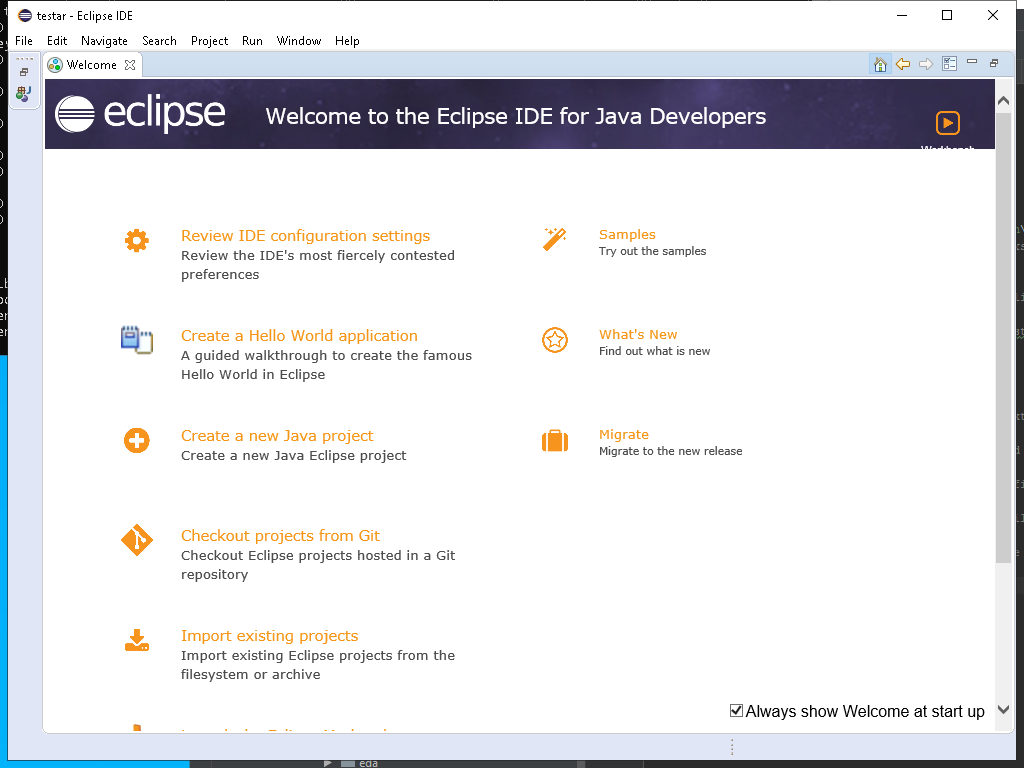 testar - Eclipse IDE
File Edit Navigate Search Project Run Window Help
Welcome
eclipse
Welcome to the Eclipse IDE for Java Developers
Workbench
Review IDE configuration settings
Review the IDE's most fiercely contested
preferences
Samples
Try out the samples
Create a Hello World application
A guided walkthrough to create the famous
Hello World in Eclipse
What's New
Find out what is new
Create a new Java project
Create a new Java Eclipse project
Migrate
Migrate to the new release
Checkout projects from Git
Checkout Eclipse projects hosted in a Git
repository
Import existing projects
Import existing Eclipse projects from the
filesystem or archive
Always show Welcome at start up
eda